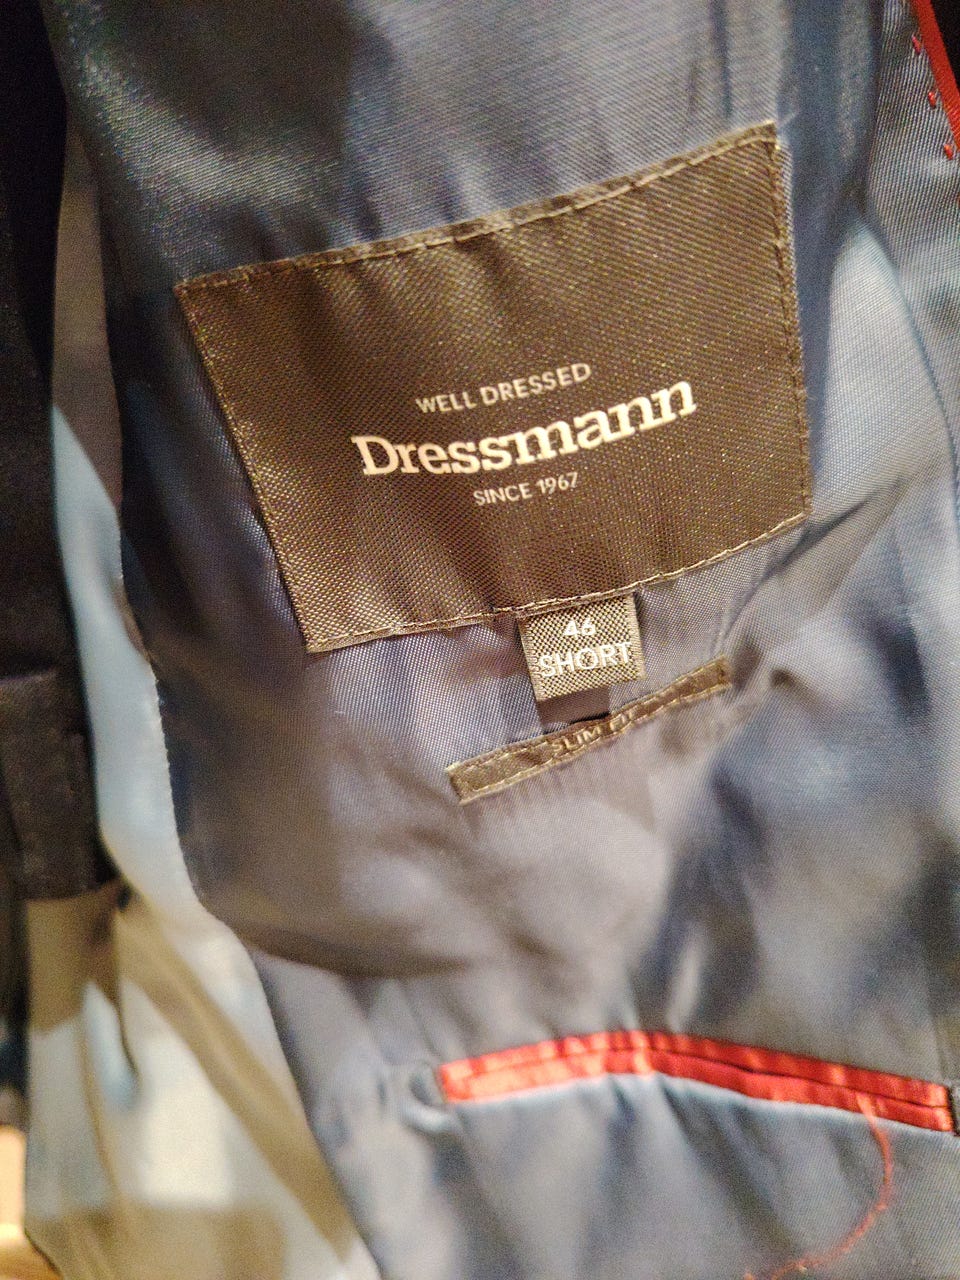 WELL DRESSED
Dressmann
SINCE 1967
46
SHORT
SLIM FIT